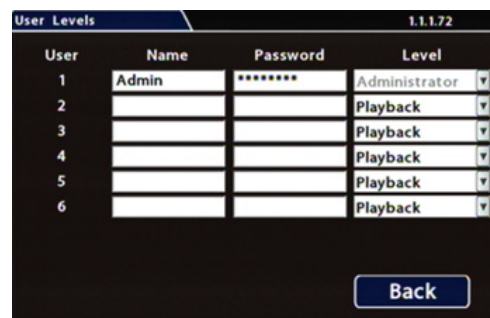 User Levels 1.1.1.72
User Name Password Level
1 Admin ******** Administrator
2 Playback
3 Playback
4 Playback
5 Playback
6 Playback
Back